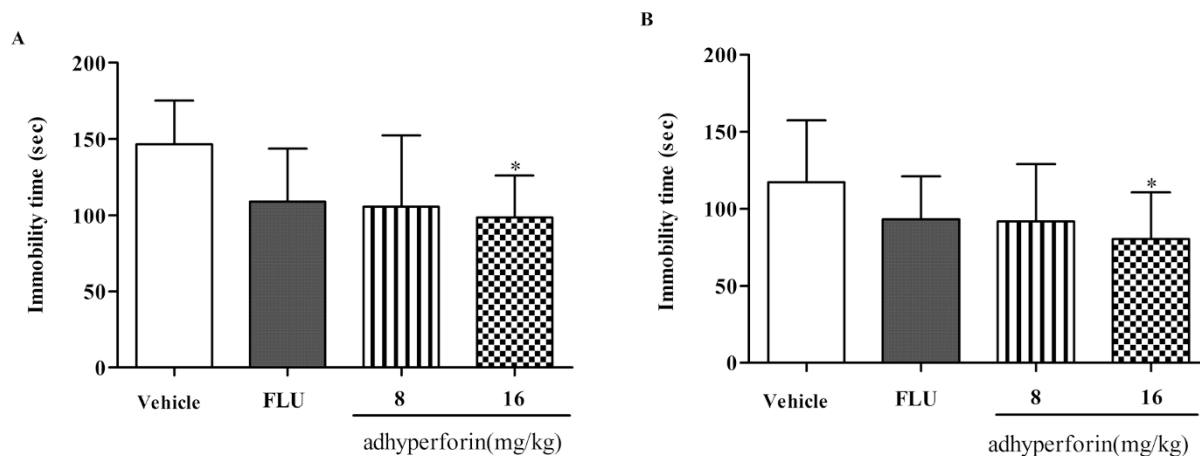 A
Immobility time (sec)
200
150
100
50
0
*
Vehicle
FLU
8
16
adhyperforin(mg/kg)
B
Immobility time (sec)
200
150
100
50
0
*
Vehicle
FLU
8
16
adhyperforin(mg/kg)